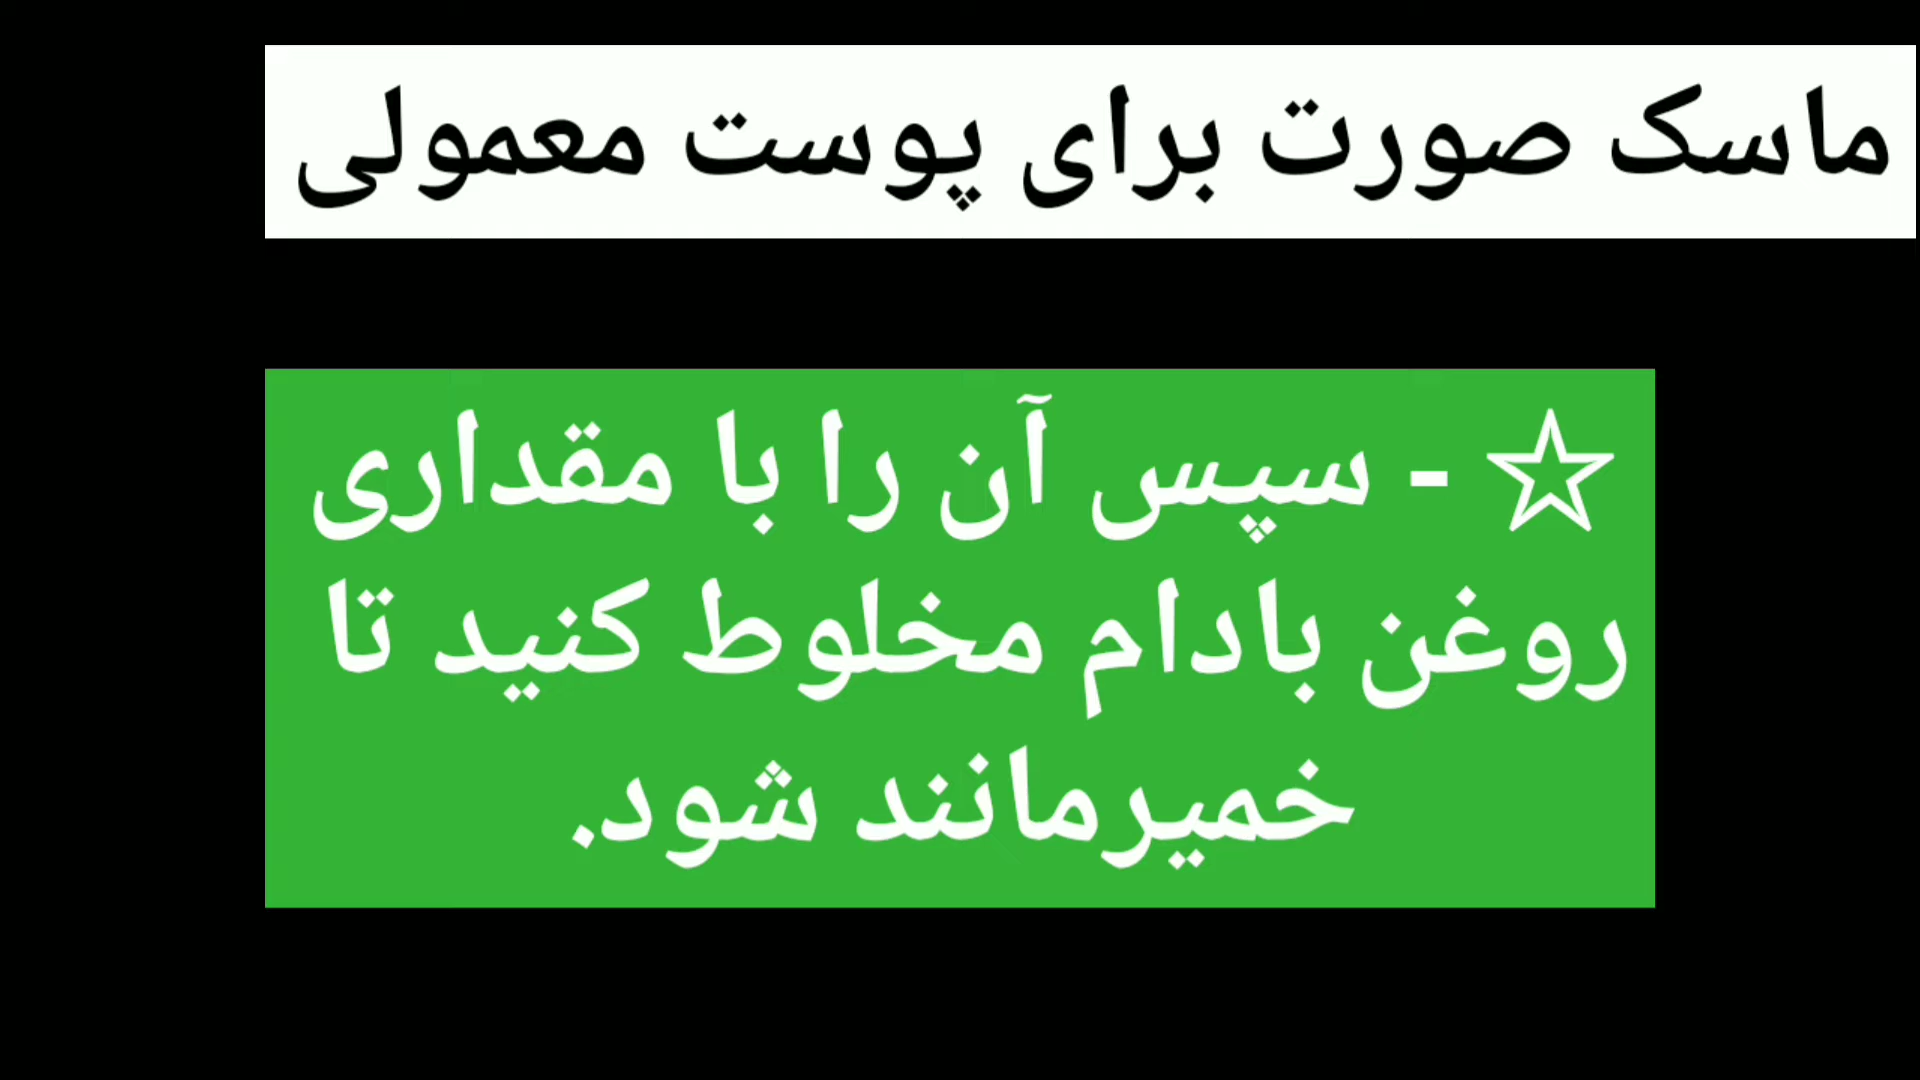 ماسک صورت برای پوست معمولی
☆ - سپس آن را با مقداری
روغن بادام مخلوط کنید تا
خمیرمانند شود.